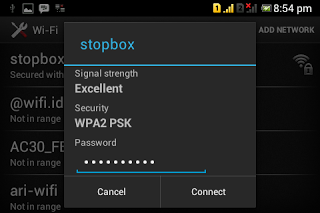 8:54 pm
Wi-Fi
ADD NETWORK
stopbox
Secured with
@wifi.id
Not in range
AC30_FE
Not in range
ari-wifi
Not in range
stopbox
Signal strength
Excellent
Security
WPA2 PSK
Password
••••••••••
Cancel
Connect